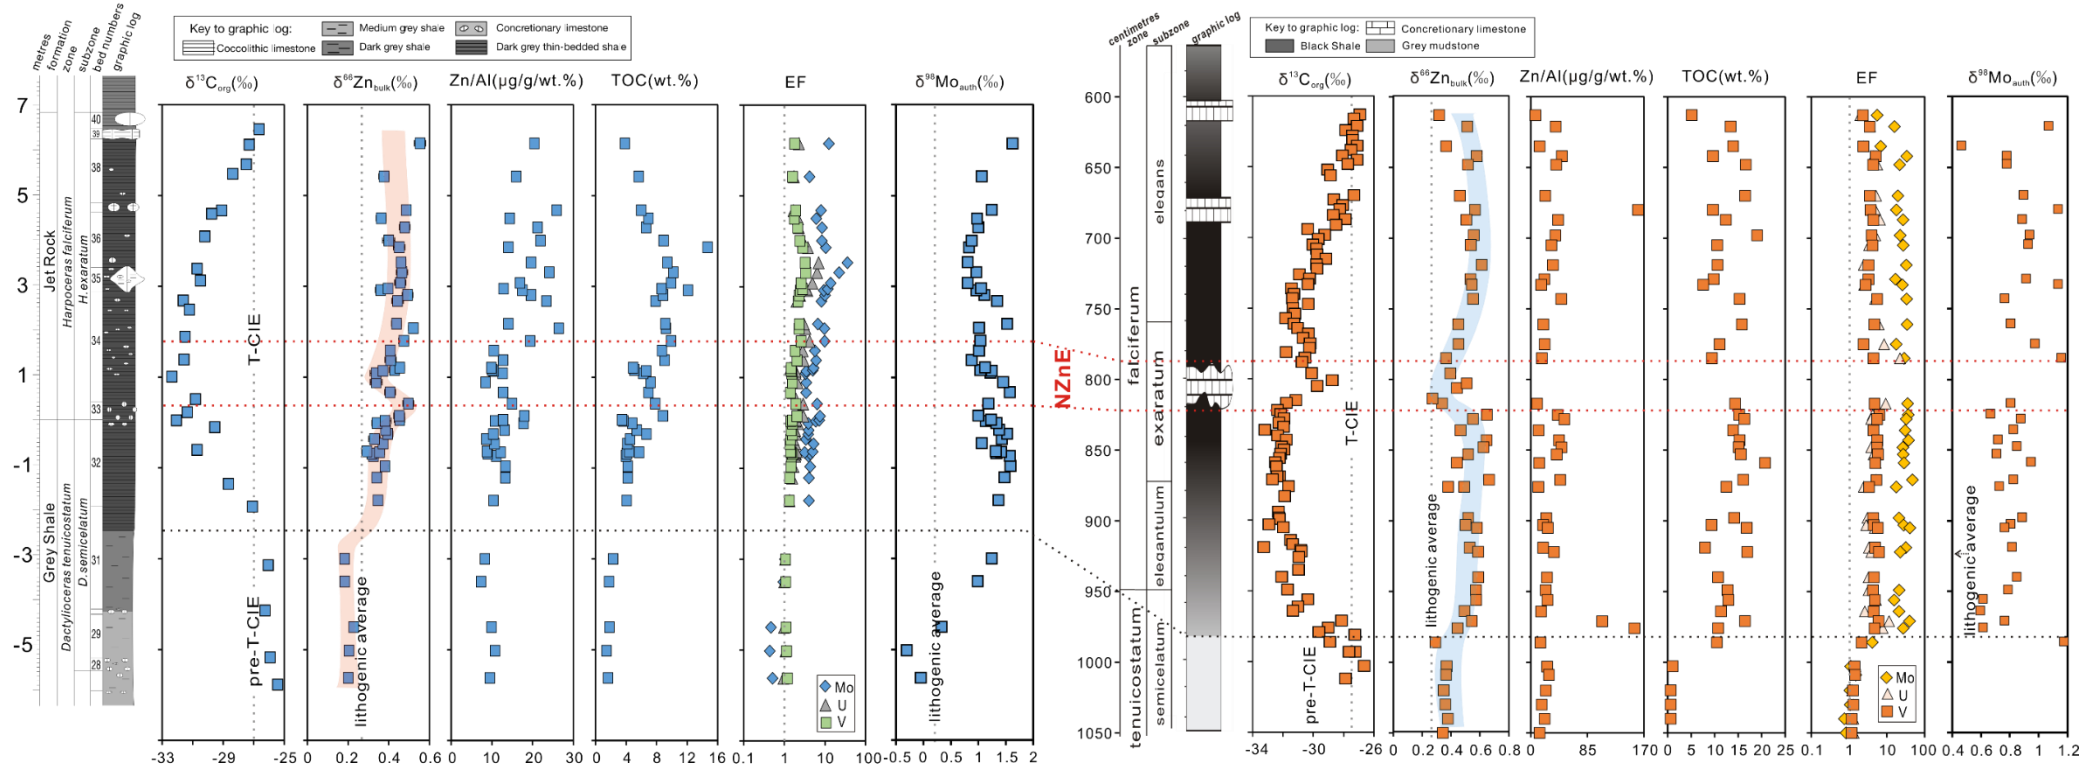 metres
formation
zone
subzone
bed numbers
graphic log
Key to graphic log:
Coccolithic limestone
Medium grey shale
Dark grey shale
Concretionary limestone
Dark grey thin-bedded shale
δ¹³Corg(‰)
δ⁶⁶Znbulk(‰)
Zn/Al(μg/g/wt.%)
TOC(wt.%)
EF
δ⁹⁸Moauth(‰)
7
5
3
1
-1
-3
-5
Jet Rock
Grey Shale
Harpoceras falciferum
Dactylioceras tenuicostatum
H.exaratum
D.semicelatum
40
39
38
37
36
35
34
33
32
31
29
28
T-CIE
pre-T-CIE
lithogenic average
lithogenic average
Mo
U
V
-33 -29 -25
0 0.2 0.4 0.6
0 10 20 30
0 4 8 12 16
0 1 10 100
-0.5 0 0.5 1 1.5 2
NZnE
centimetres
zone
subzone
graphic log
Key to graphic log:
Concretionary limestone
Black Shale
Grey mudstone
δ¹³Corg(‰)
δ⁶⁶Znbulk(‰)
Zn/Al(μg/g/wt.%)
TOC(wt.%)
EF
δ⁹⁸Moauth(‰)
600
650
700
750
800
850
900
950
1000
1050
falciferum
tenuicostatum
elegans
exaratum
elegantulum
semicelatum
T-CIE
pre-T-CIE
lithogenic average
lithogenic average
Mo
U
V
-34 -30 -26
0 0.2 0.4 0.6 0.8
0 85 170
0 5 10 15 20 25
0 1 10 100
0.4 0.6 0.8 1 1.2